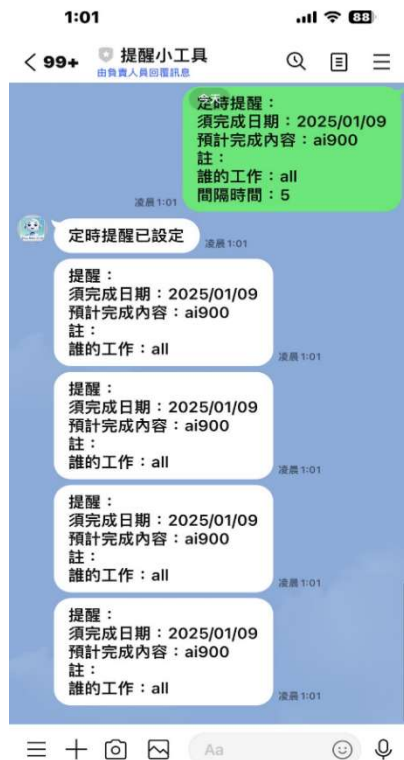 1:01
88
99+
提醒小工具
由負責人員回覆訊息
今天
定時提醒：
須完成日期：2025/01/09
預計完成內容：ai900
註：
誰的工作：all
間隔時間：5
凌晨1:01
定時提醒已設定
凌晨1:01
提醒：
須完成日期：2025/01/09
預計完成內容：ai900
註：
誰的工作：all
凌晨1:01
提醒：
須完成日期：2025/01/09
預計完成內容：ai900
註：
誰的工作：all
凌晨1:01
提醒：
須完成日期：2025/01/09
預計完成內容：ai900
註：
誰的工作：all
凌晨1:01
提醒：
須完成日期：2025/01/09
預計完成內容：ai900
註：
誰的工作：all
凌晨1:01
Aa